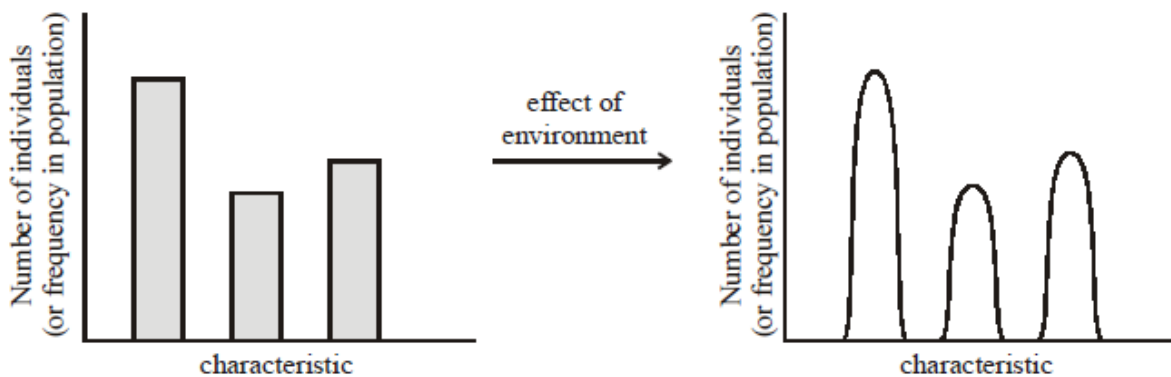 Number of individuals
(or frequency in population)
characteristic
effect of
environment
Number of individuals
(or frequency in population)
characteristic